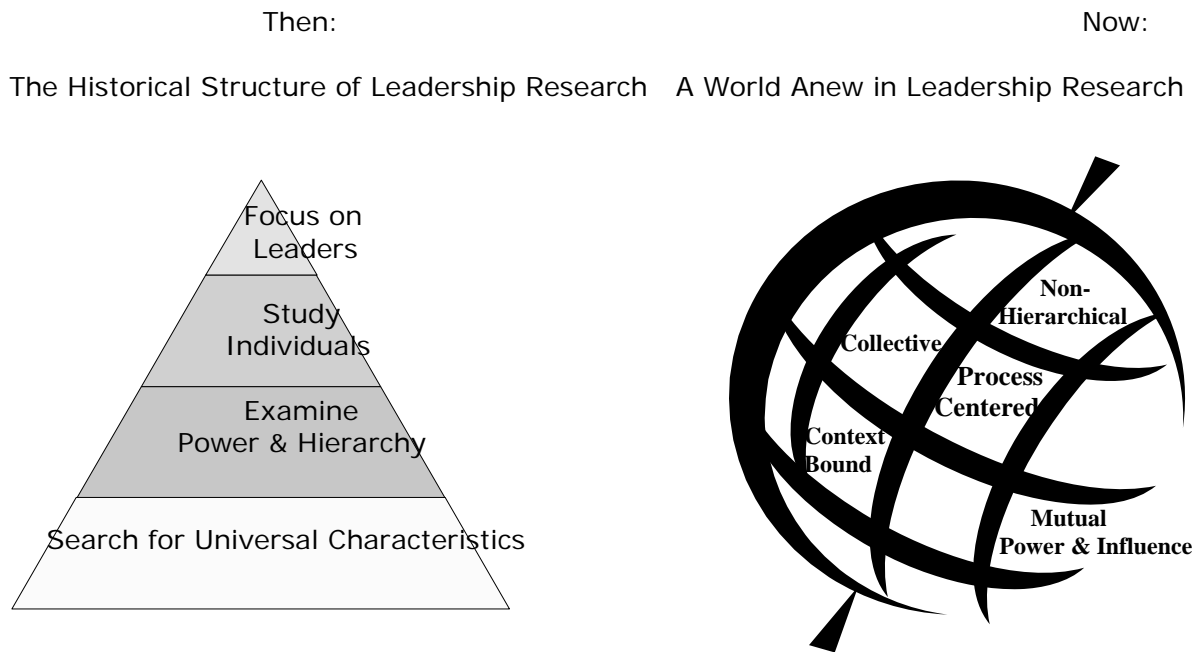 Then:
The Historical Structure of Leadership Research
Focus on
Leaders
Study
Individuals
Examine
Power & Hierarchy
Search for Universal Characteristics
Now:
A World Anew in Leadership Research
Non-
Hierarchical
Collective
Process
Centered
Context
Bound
Mutual
Power & Influence